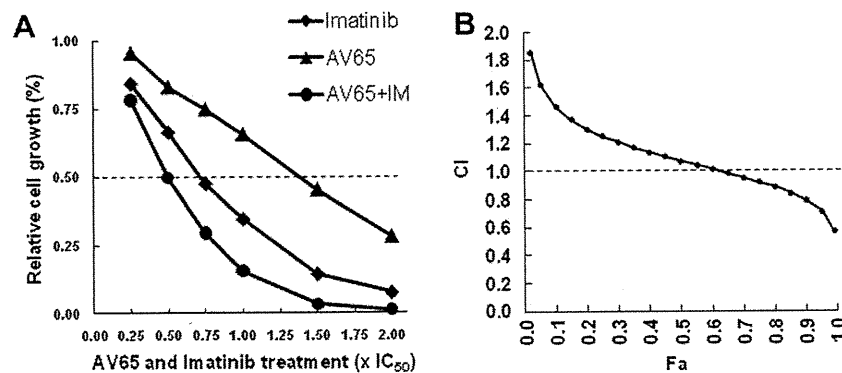 A
Imatinib
AV65
AV65+IM
Relative cell growth (%)
1.00
0.75
0.50
0.25
0.00
0.00 0.25 0.50 0.75 1.00 1.25 1.50 1.75 2.00
AV65 and Imatinib treatment (x IC50)
B
CI
2.0
1.8
1.6
1.4
1.2
1.0
0.8
0.6
0.4
0.2
0.0
0.0 0.1 0.2 0.3 0.4 0.5 0.6 0.7 0.8 0.9 1.0
Fa